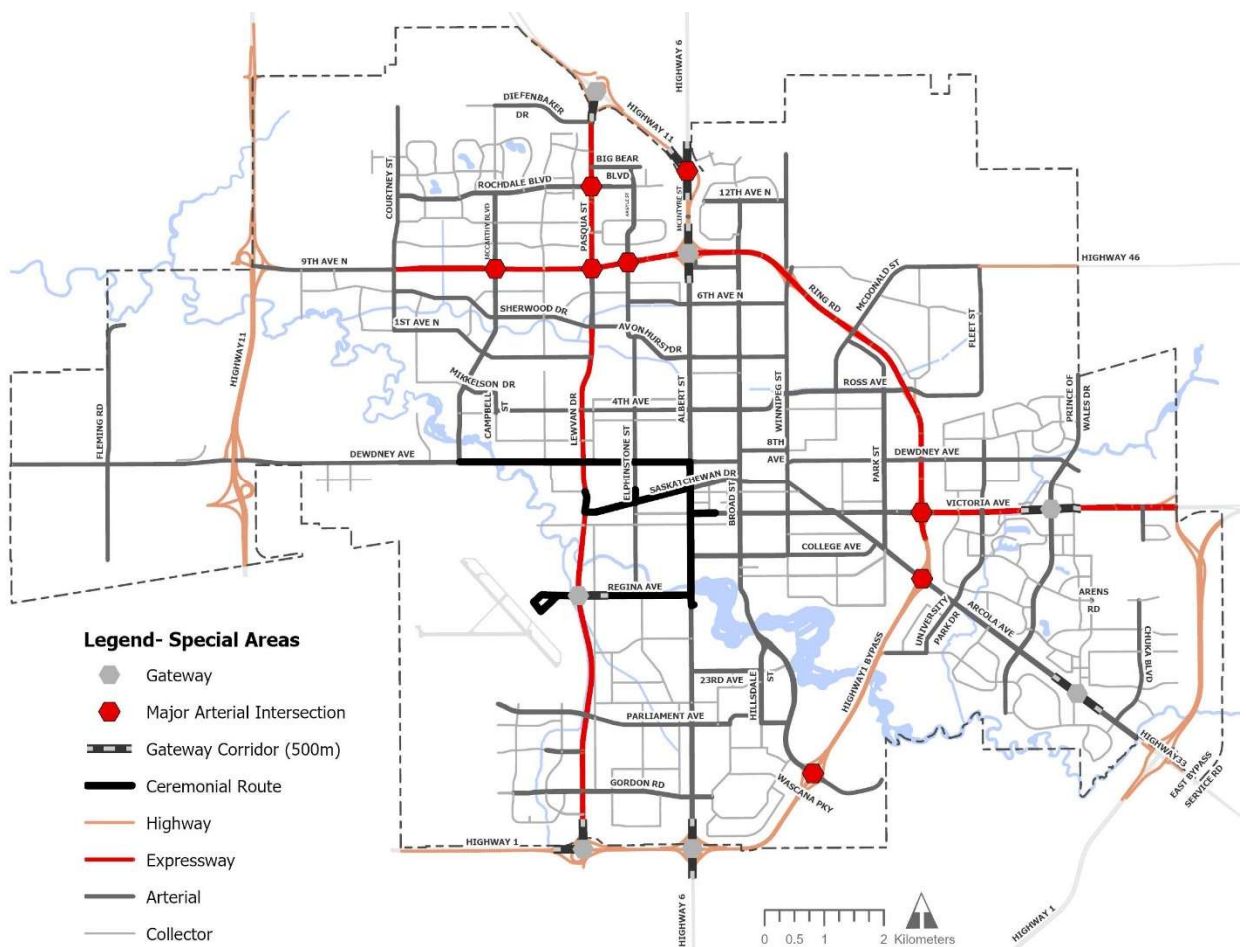 HIGHWAY 6
DIEFENBAKER
DR
HIGHWAY 11
BIG BEAR
BLVD
ROCHDALE BLVD
COURTNEY ST
MCCARTHY BLVD
PASQUA ST
MCINTYRE ST
12TH AVE N
9TH AVE N
HIGHWAY 46
RING RD
MCDONALD ST
6TH AVE N
SHERWOOD DR
1ST AVE N
AVONHURST DR
FLEET ST
HIGHWAY11
MIKKELSON DR
CAMPBELL
ST
LEWVAN DR
4TH AVE
ALBERT ST
WINNIPEG ST
ROSS AVE
PRINCE OF
WALES DR
FLEMING RD
DEWDNEY AVE
ELPHINSTONE ST
SASKATCHEWAN DR
8TH
AVE
PARK ST
DEWDNEY AVE
BROAD ST
VICTORIA AVE
COLLEGE AVE
REGINA AVE
UNIVERSITY
PARK DR
ARCOLA AVE
ARENS
RD
CHUKA BLVD
HIGHWAY1 BYPASS
23RD AVE
HILLSDALE
ST
PARLIAMENT AVE
GORDON RD
WASCANA PKY
HIGHWAY33
EAST BYPASS
SERVICE RD
HIGHWAY 1
HIGHWAY 6
HIGHWAY 1
Legend- Special Areas
Gateway
Major Arterial Intersection
Gateway Corridor (500m)
Ceremonial Route
Highway
Expressway
Arterial
Collector
0 0.5 1 2 Kilometers